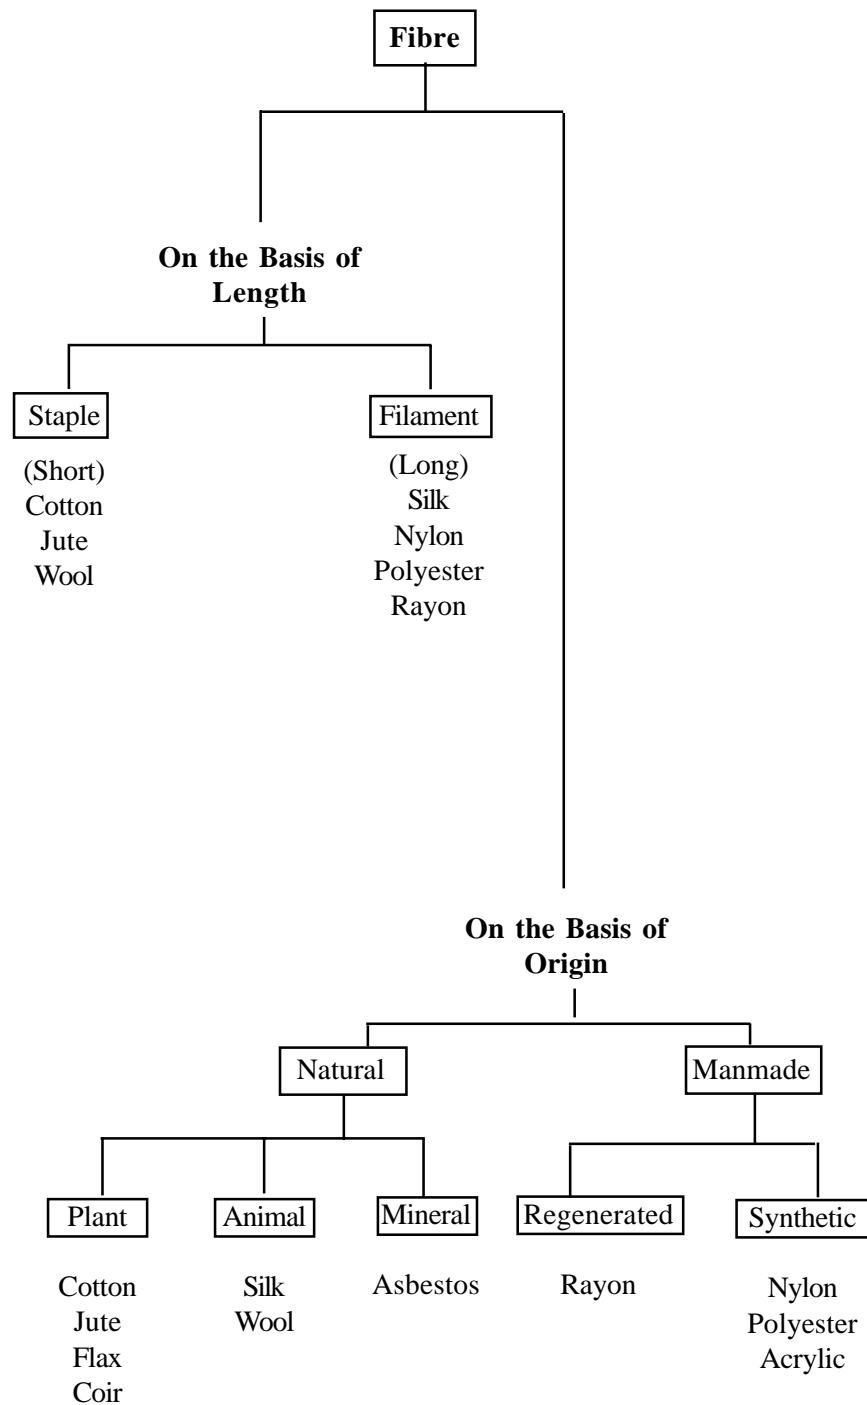 Fibre
On the Basis of
Length
Staple
(Short)
Cotton
Jute
Wool
Filament
(Long)
Silk
Nylon
Polyester
Rayon
On the Basis of
Origin
Natural
Manmade
Plant
Cotton
Jute
Flax
Coir
Animal
Silk
Wool
Mineral
Asbestos
Regenerated
Rayon
Synthetic
Nylon
Polyester
Acrylic